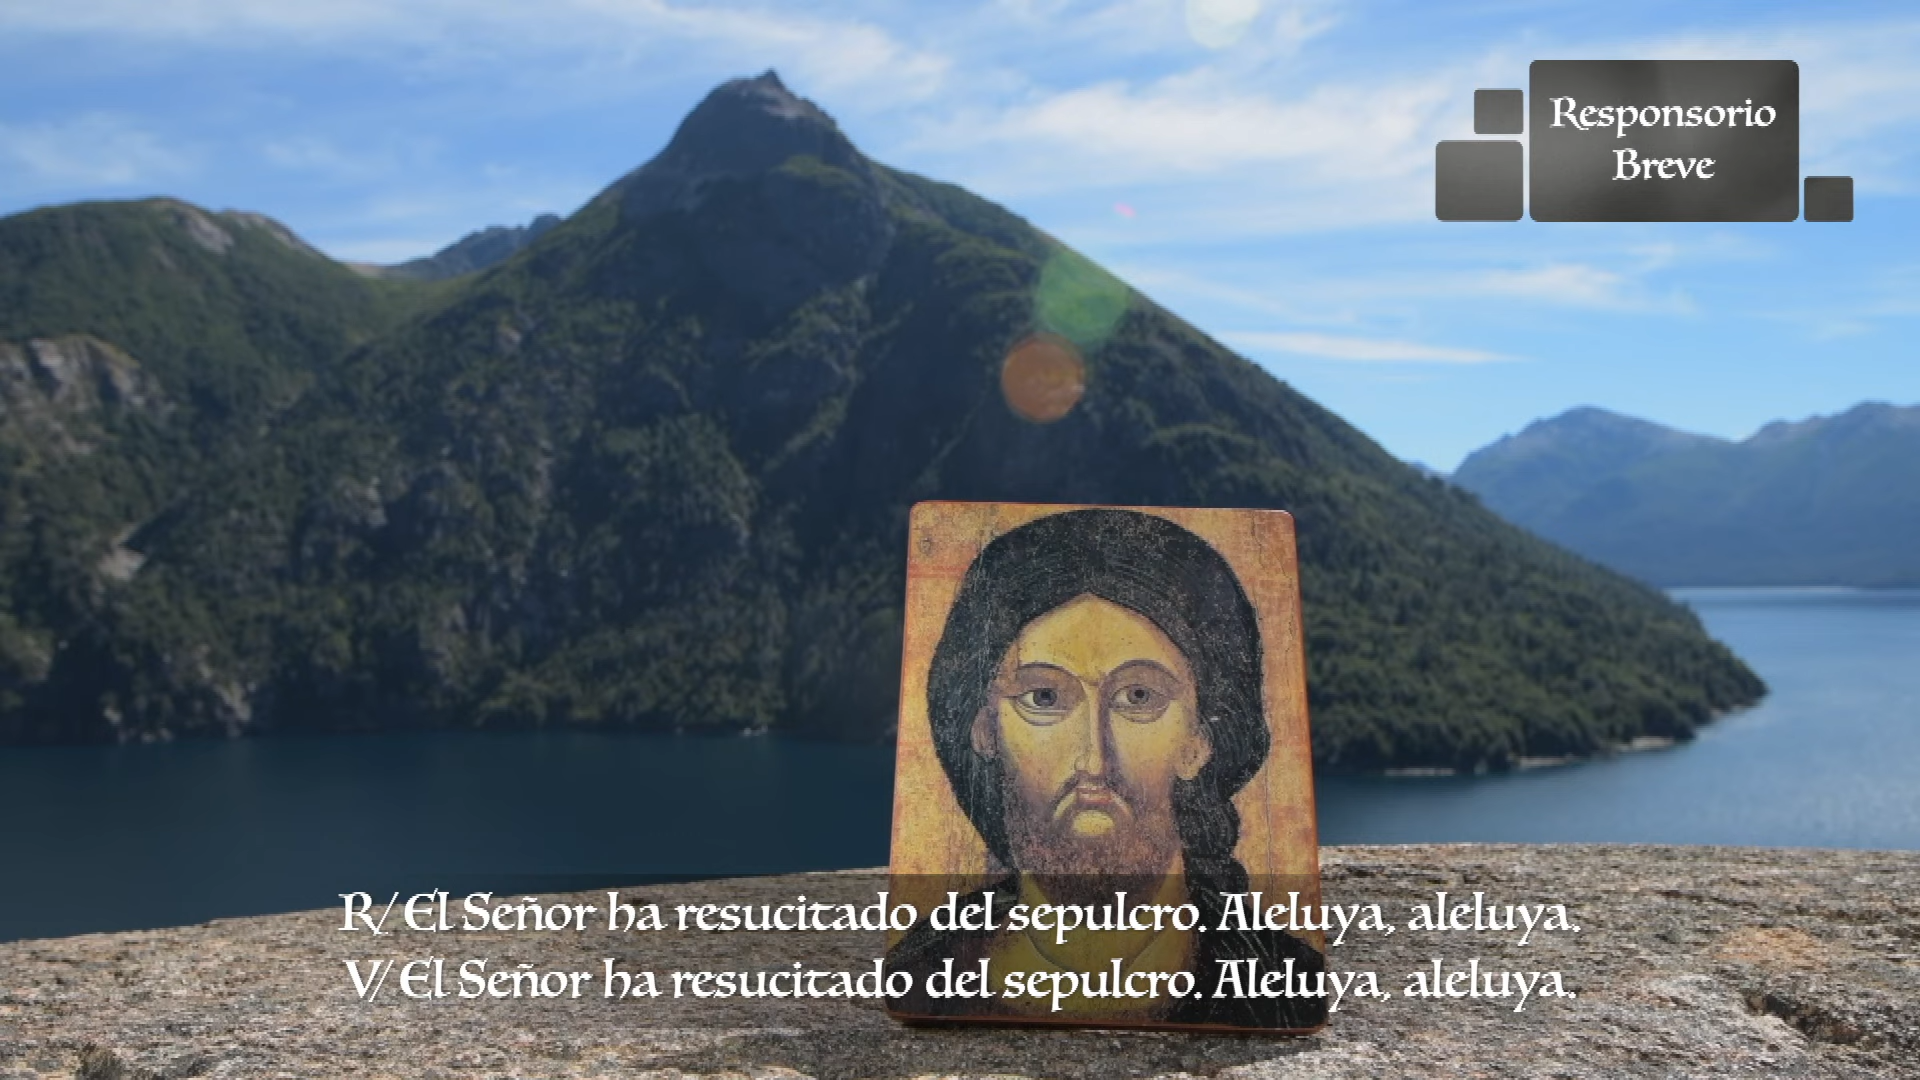 Responsorio
Breve
R/ El Señor ha resucitado del sepulcro. Aleluya, aleluya.
V/ El Señor ha resucitado del sepulcro. Aleluya, aleluya.